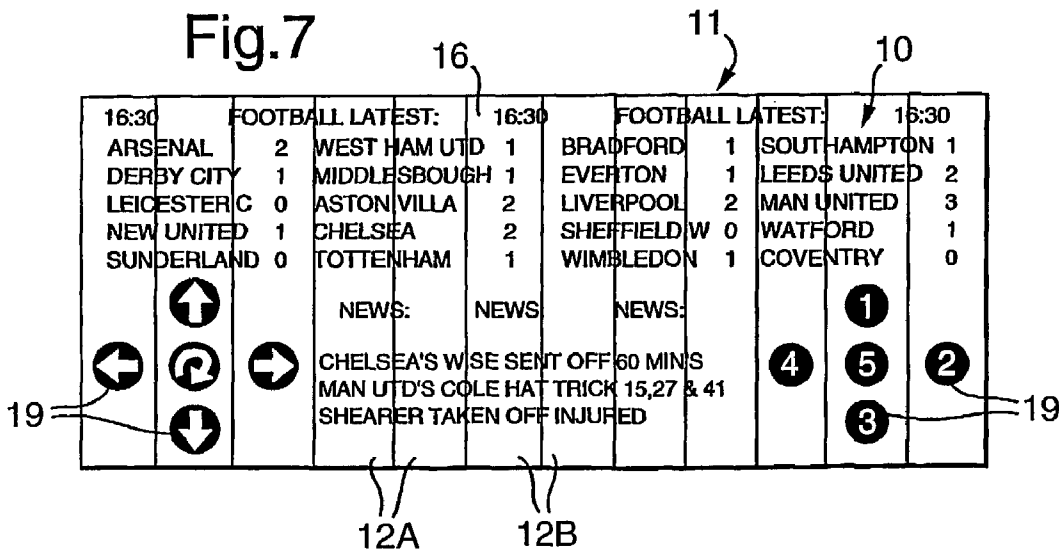 Fig.7
16
11
10
16:30 FOOTBALL LATEST: 16:30 FOOTBALL LATEST: 16:30
ARSENAL 2 WEST HAM UTD 1 BRADFORD 1 SOUTHAMPTON 1
DERBY CITY 1 MIDDLESBOUGH 1 EVERTON 1 LEEDS UNITED 2
LEICESTER C 0 ASTON VILLA 2 LIVERPOOL 2 MAN UNITED 3
NEW UNITED 1 CHELSEA 2 SHEFFIELD W 0 WATFORD 1
SUNDERLAND 0 TOTTENHAM 1 WIMBLEDON 1 COVENTRY 0
NEWS: NEWS NEWS: 1
CHELSEA'S WISE SENT OFF 60 MIN'S 4 5 2
MAN UTD'S COLE HAT TRICK 15,27 & 41
SHEARER TAKEN OFF INJURED 3
19 19
12A 12B